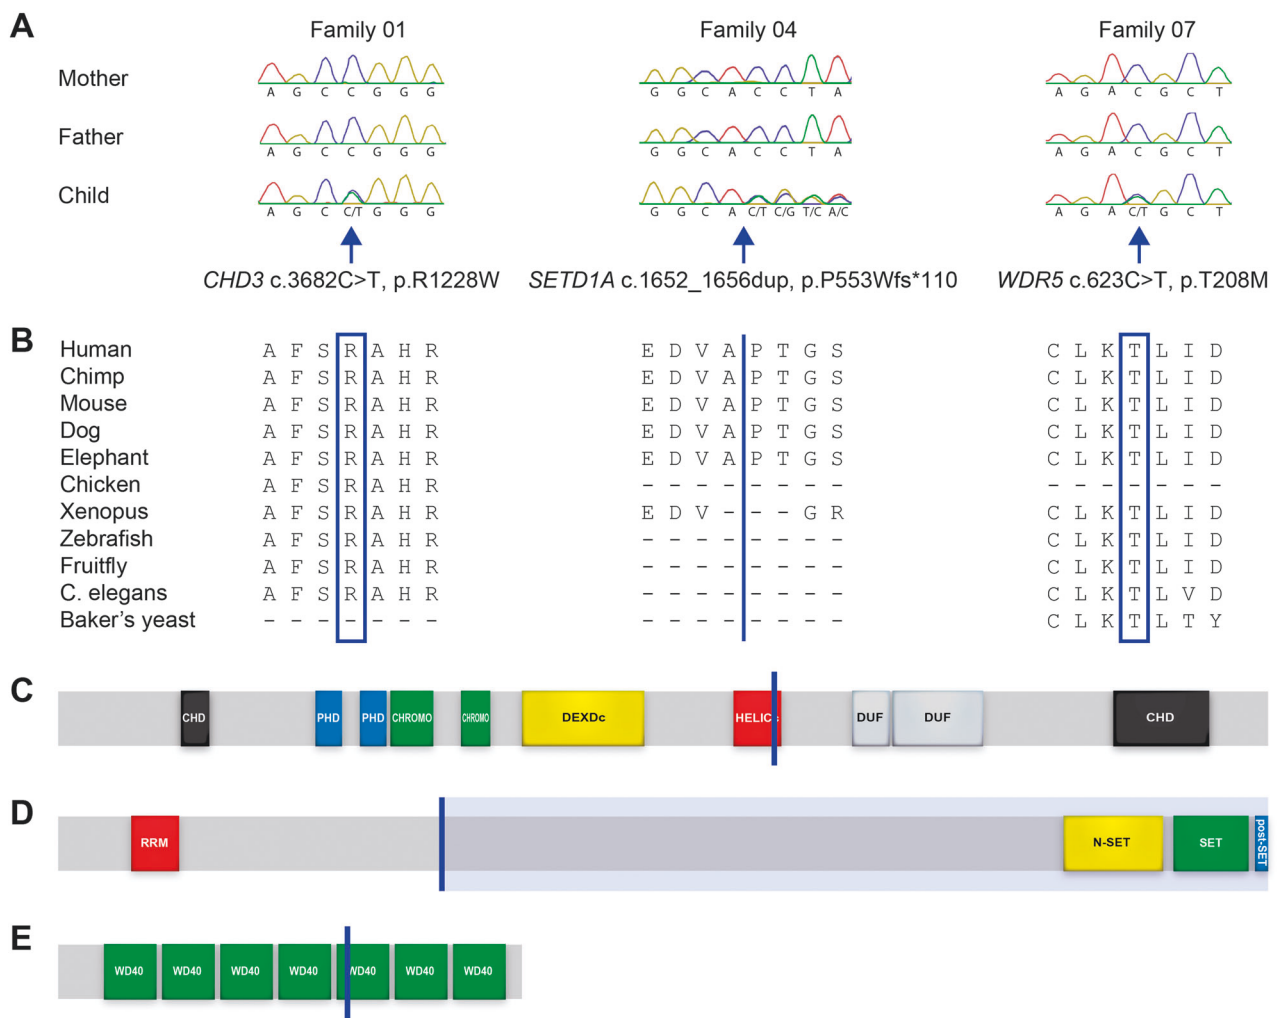 A
Family 01 Family 04 Family 07
Mother
A G C C G G G G G C A C C T A A G A C G C T
Father
A G C C G G G G G C A C C T A A G A C G C T
Child
A G C C/T G G G G G C A C/T C/G T/C A/C A G A C/T G C T
CHD3 c.3682C>T, p.R1228W SETD1A c.1652_1656dup, p.P553Wfs*110 WDR5 c.623C>T, p.T208M
B
Human A F S R A H R E D V A P T G S C L K T L I D
Chimp A F S R A H R E D V A P T G S C L K T L I D
Mouse A F S R A H R E D V A P T G S C L K T L I D
Dog A F S R A H R E D V A P T G S C L K T L I D
Elephant A F S R A H R E D V A P T G S C L K T L I D
Chicken A F S R A H R - - - - - - - - - - - - - - -
Xenopus A F S R A H R E D V - - - G R C L K T L I D
Zebrafish A F S R A H R - - - - - - - - C L K T L I D
Fruitfly A F S R A H R - - - - - - - - C L K T L I D
C. elegans A F S R A H R - - - - - - - - C L K T L V D
Baker's yeast - - - - - - - - - - - - - - - C L K T L T Y
C
CHD PHD PHD CHROMO CHROMO DEXDc HELICc DUF DUF CHD
D
RRM N-SET SET post-SET
E
WD40 WD40 WD40 WD40 WD40 WD40 WD40